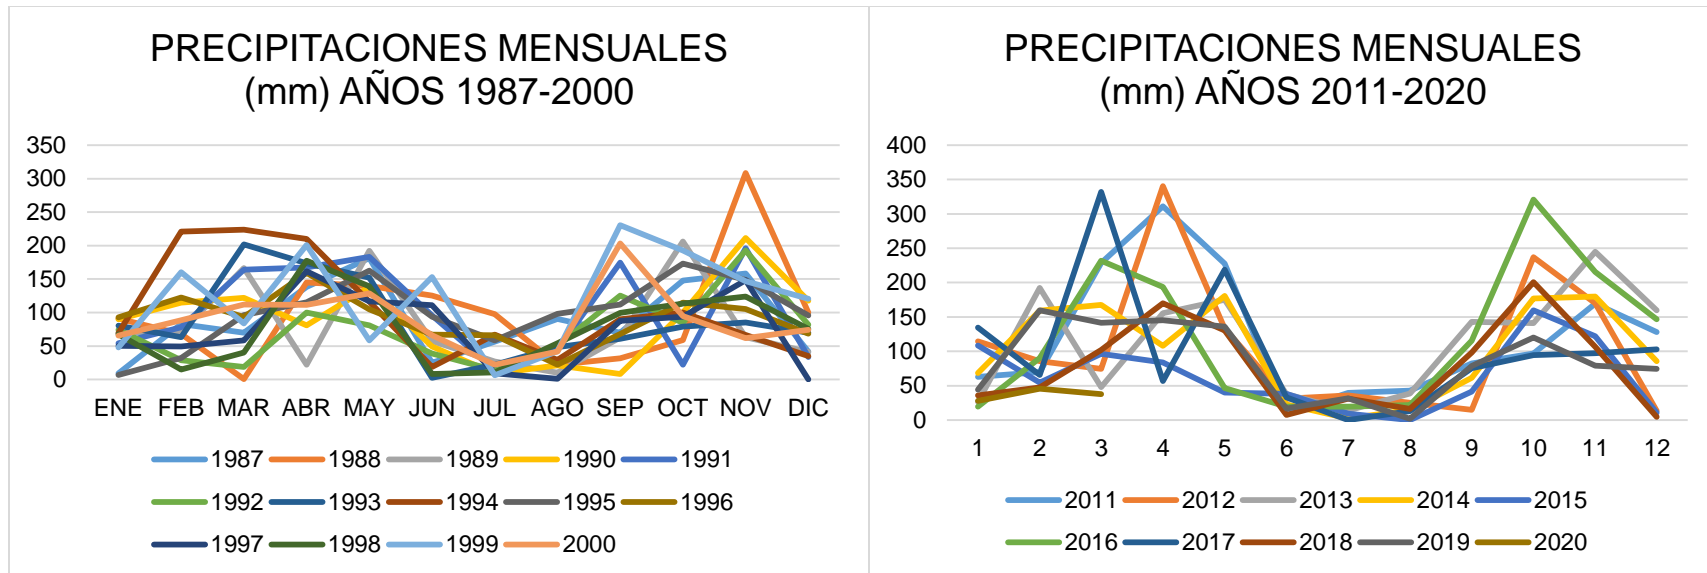 PRECIPITACIONES MENSUALES
(mm) AÑOS 1987-2000
350
300
250
200
150
100
50
0
ENE FEB MAR ABR MAY JUN JUL AGO SEP OCT NOV DIC
1987 1988 1989 1990 1991
1992 1993 1994 1995 1996
1997 1998 1999 2000
PRECIPITACIONES MENSUALES
(mm) AÑOS 2011-2020
400
350
300
250
200
150
100
50
0
1 2 3 4 5 6 7 8 9 10 11 12
2011 2012 2013 2014 2015
2016 2017 2018 2019 2020